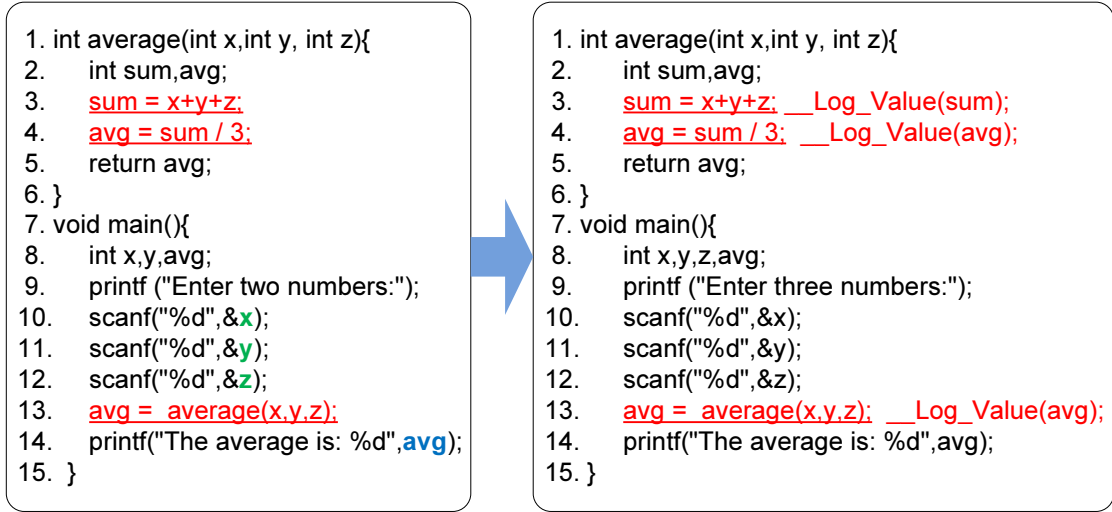 1. int average(int x,int y, int z){
2. int sum,avg;
3. sum = x+y+z;
4. avg = sum / 3;
5. return avg;
6. }
7. void main(){
8. int x,y,avg;
9. printf ("Enter two numbers:");
10. scanf("%d",&x);
11. scanf("%d",&y);
12. scanf("%d",&z);
13. avg = average(x,y,z);
14. printf("The average is: %d",avg);
15. }
1. int average(int x,int y, int z){
2. int sum,avg;
3. sum = x+y+z; __Log_Value(sum);
4. avg = sum / 3; __Log_Value(avg);
5. return avg;
6. }
7. void main(){
8. int x,y,z,avg;
9. printf ("Enter three numbers:");
10. scanf("%d",&x);
11. scanf("%d",&y);
12. scanf("%d",&z);
13. avg = average(x,y,z); __Log_Value(avg);
14. printf("The average is: %d",avg);
15. }